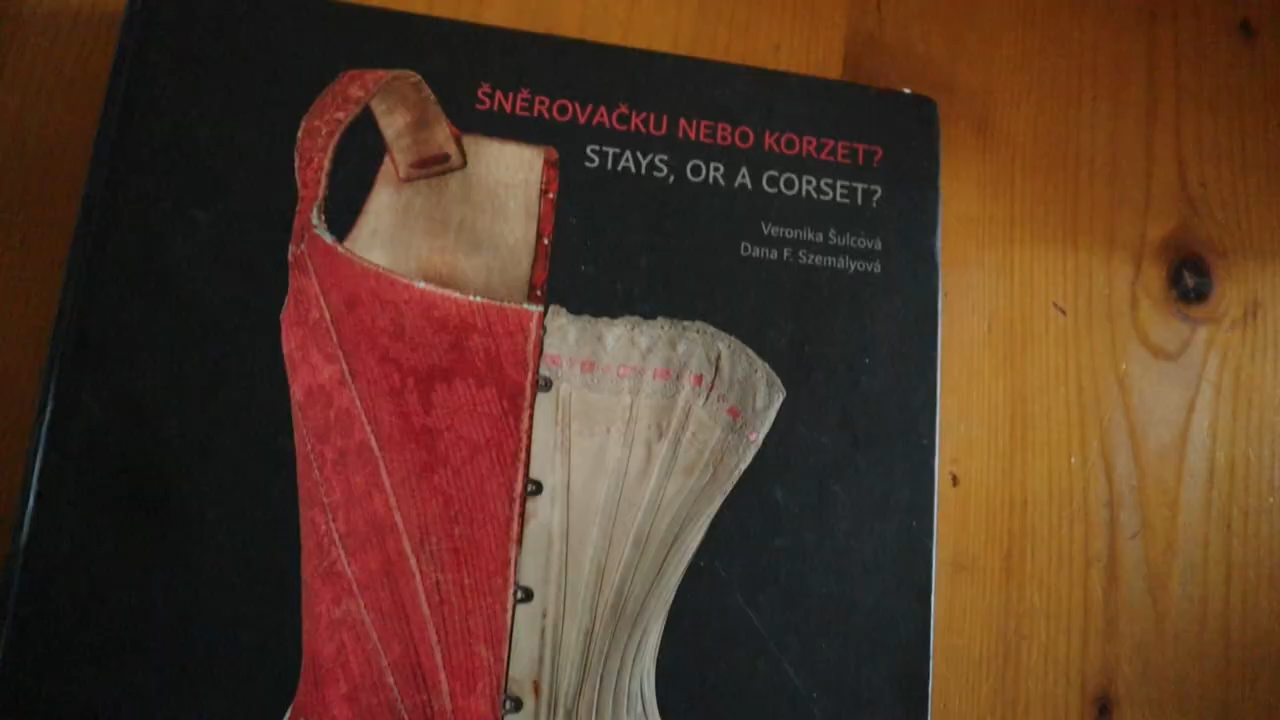 ŠNĚROVAČKU NEBO KORZET?
STAYS, OR A CORSET?
Veronika Šulcová
Dana F. Szemályová